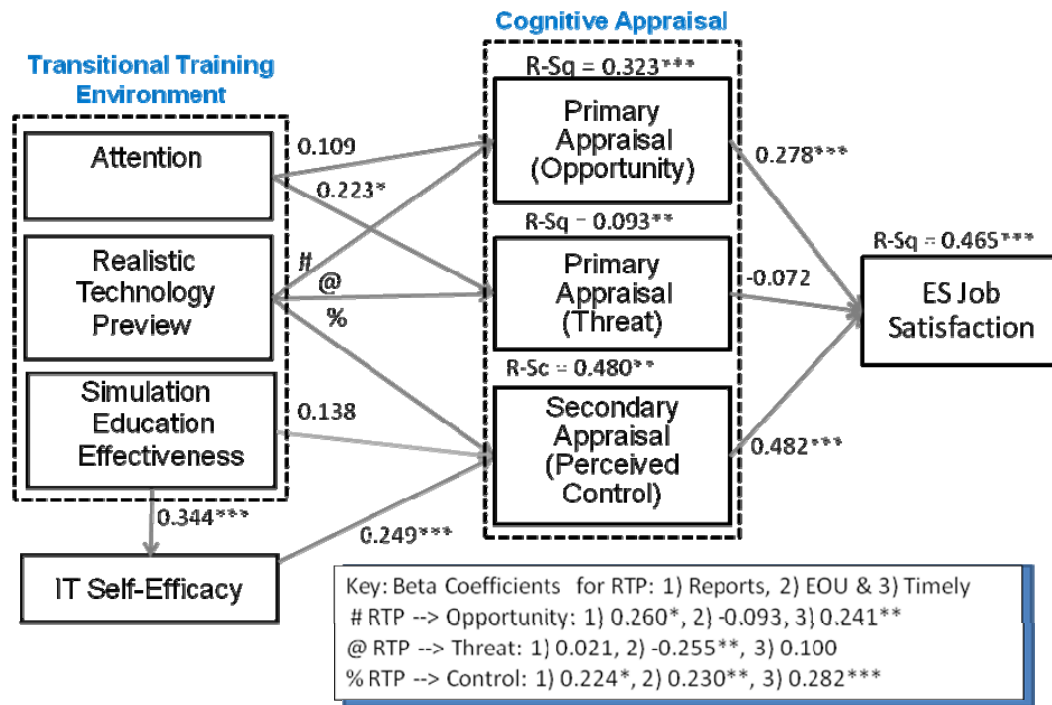 Cognitive Appraisal
Transitional Training
Environment
R-Sq = 0.323***
Attention
0.109
0.223*
Primary
Appraisal
(Opportunity)
0.278***
R-Sq = 0.093**
Realistic
Technology
Preview
#
@
%
Primary
Appraisal
(Threat)
-0.072
R-Sq = 0.465***
ES Job
Satisfaction
R-Sc = 0.480**
Simulation
Education
Effectiveness
0.138
Secondary
Appraisal
(Perceived
Control)
0.482***
0.344***
0.249***
IT Self-Efficacy
Key: Beta Coefficients for RTP: 1) Reports, 2) EOU & 3) Timely
# RTP --> Opportunity: 1) 0.260*, 2) -0.093, 3) 0.241**
@ RTP --> Threat: 1) 0.021, 2) -0.255**, 3) 0.100
% RTP --> Control: 1) 0.224*, 2) 0.230**, 3) 0.282***